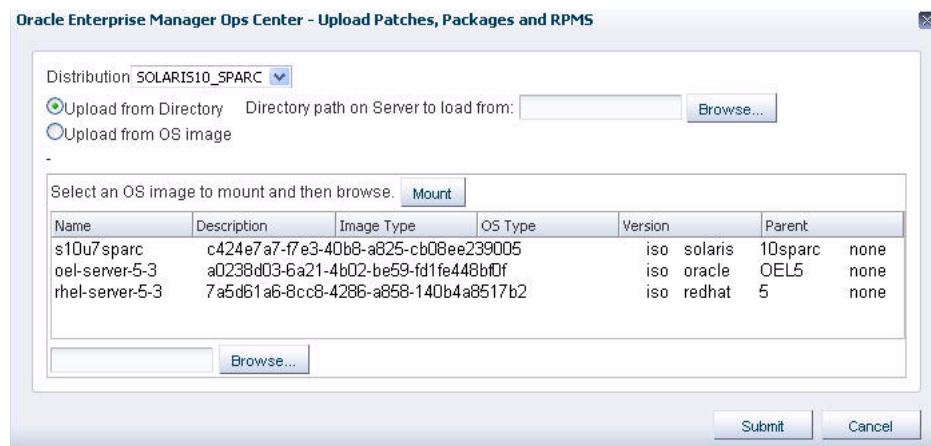 Oracle Enterprise Manager Ops Center - Upload Patches, Packages and RPMS
Distribution SOLARIS10_SPARC
Upload from Directory Directory path on Server to load from: Browse...
Upload from OS image
-
Select an OS image to mount and then browse. Mount
Name Description Image Type OS Type Version Parent
s10u7sparc c424e7a7-f7e3-40b8-a825-cb08ee239005 iso solaris 10sparc none
oel-server-5-3 a0238d03-6a21-4b02-be59-fd1fe448bf0f iso oracle OEL5 none
rhel-server-5-3 7a5d61a6-8cc8-4286-a858-140b4a8517b2 iso redhat 5 none
Browse...
Submit Cancel